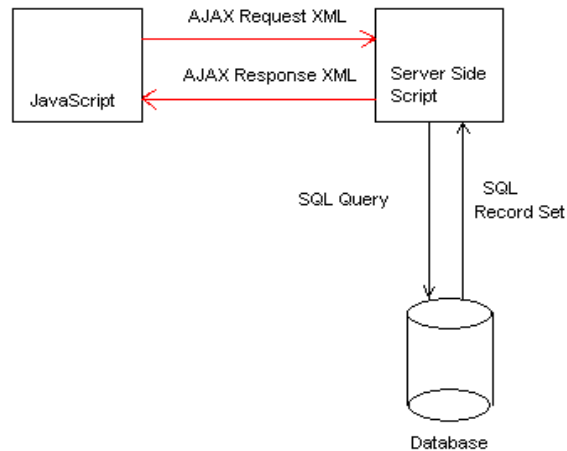 AJAX Request XML
AJAX Response XML
JavaScript
Server Side
Script
SQL Query
SQL
Record Set
Database